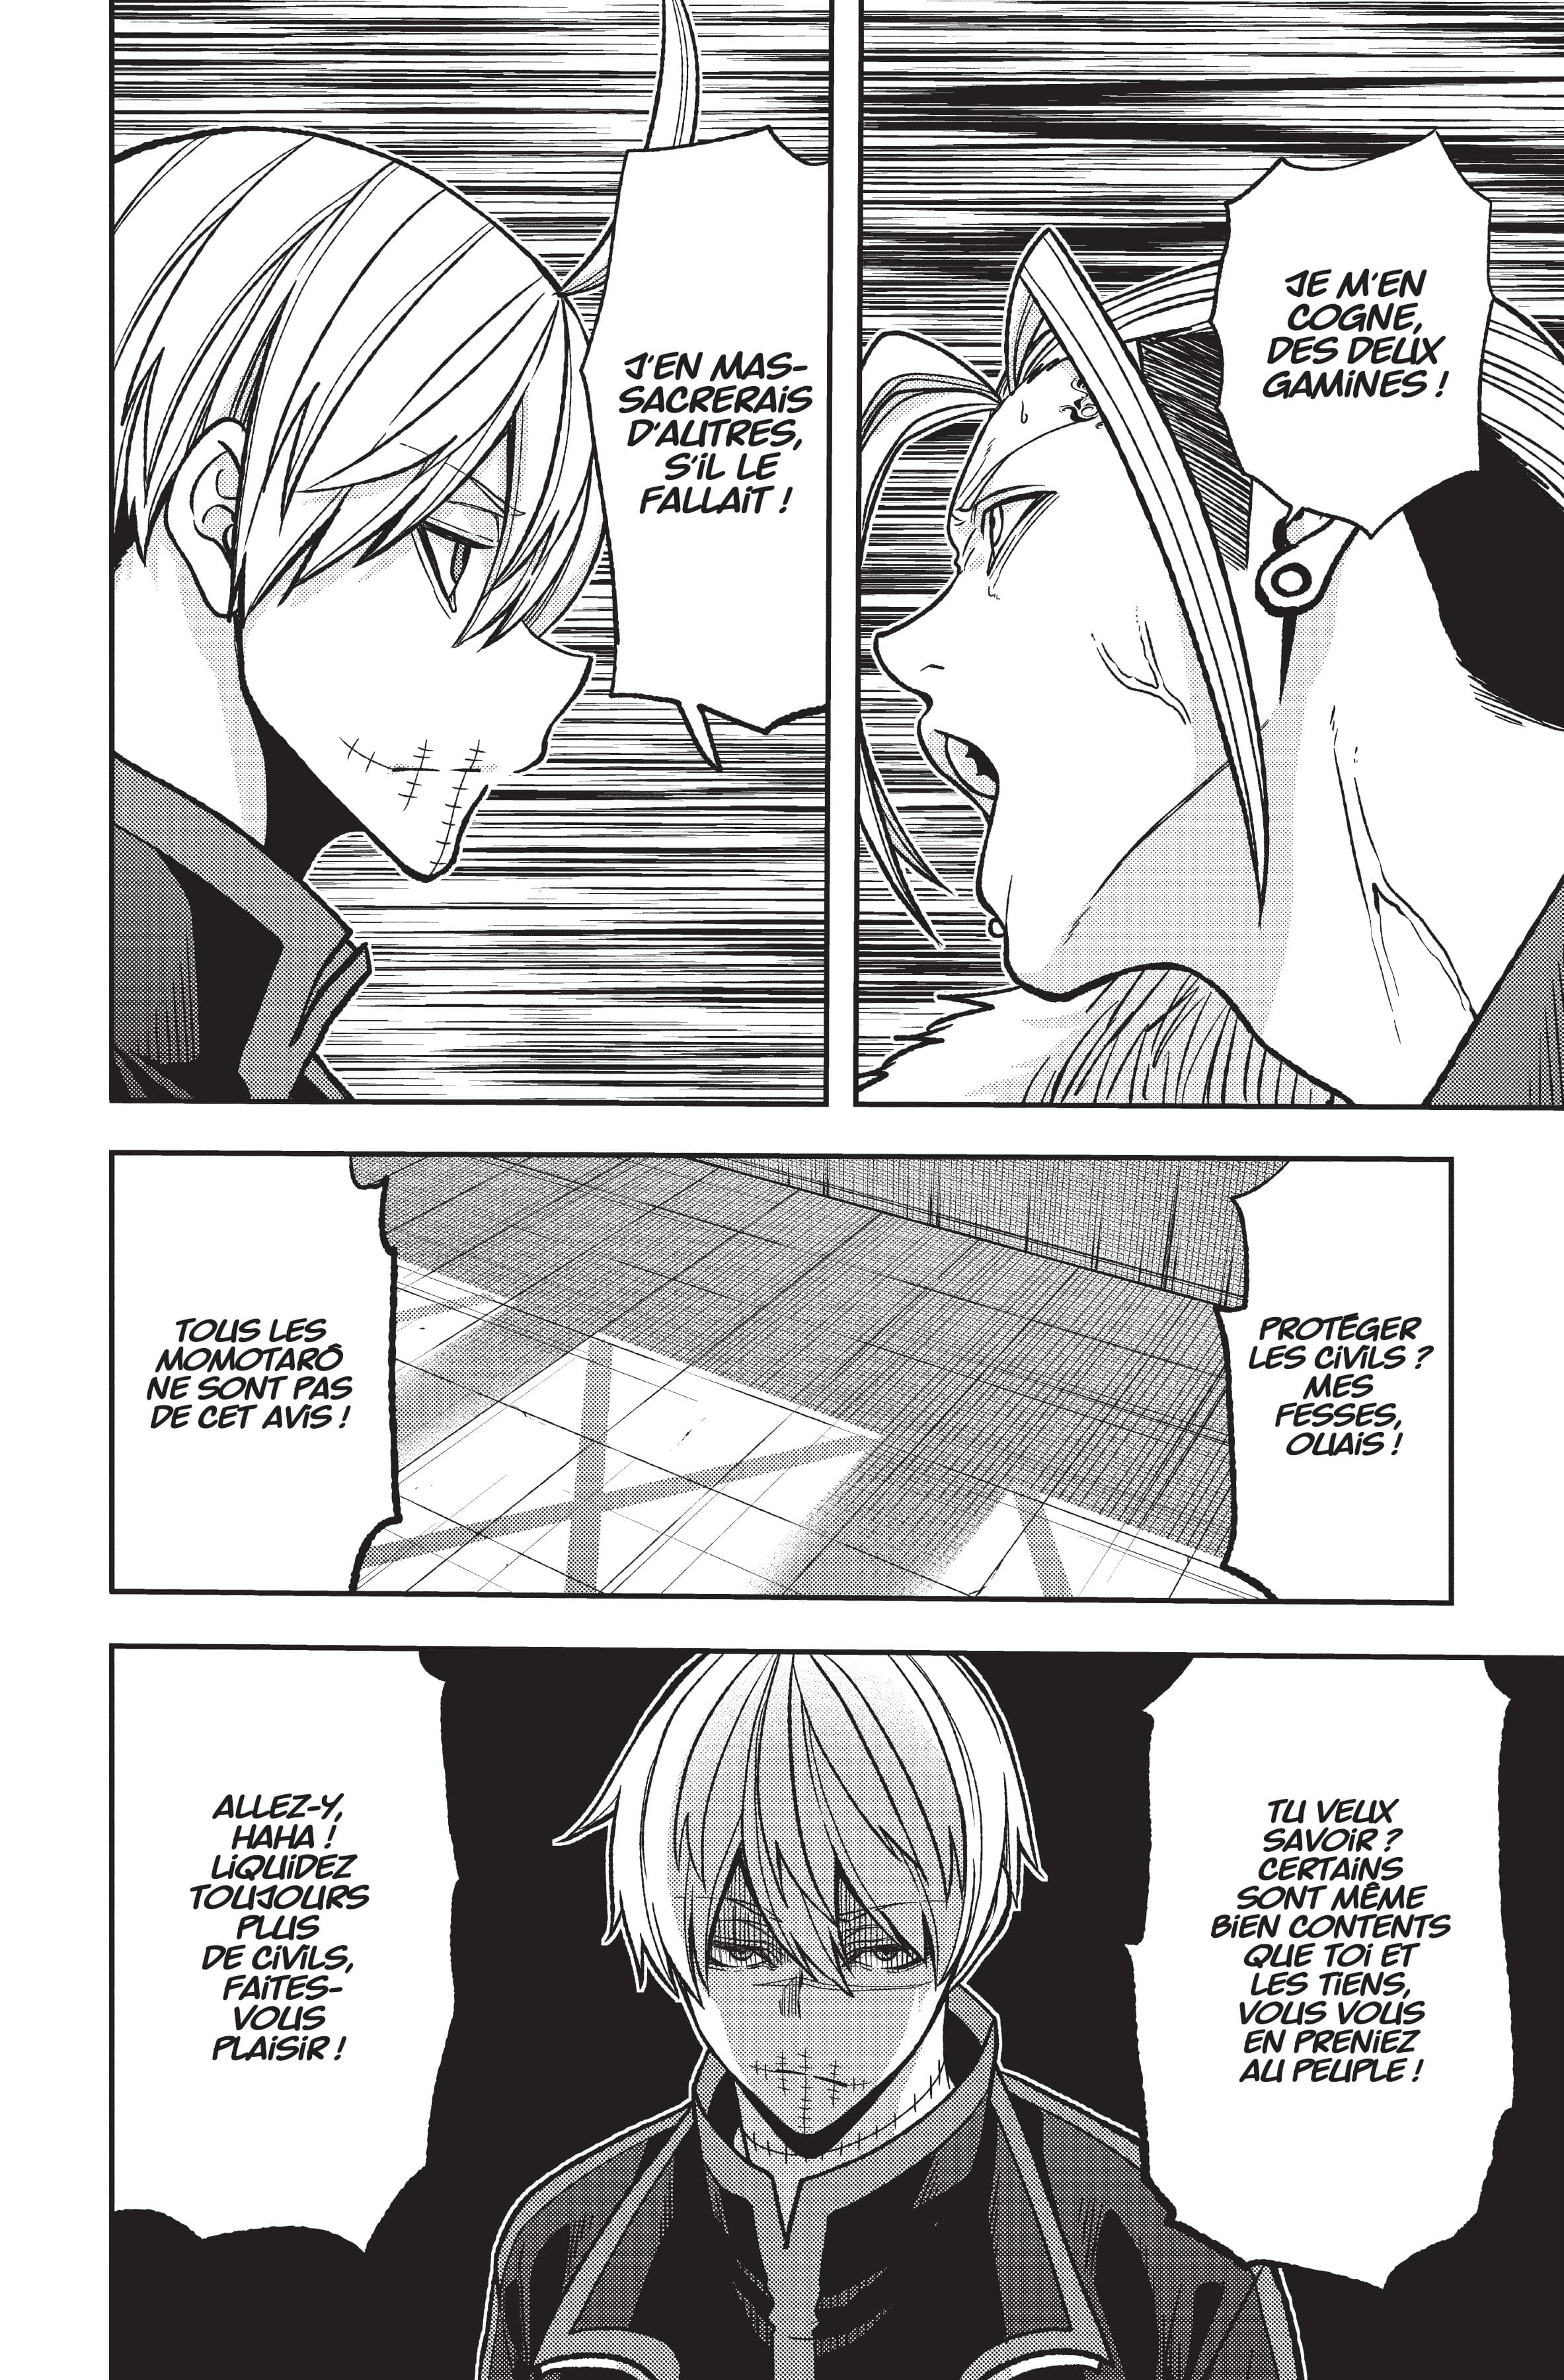 JE M'EN
COGNE,
DES DEUX
GAMINES !
J'EN MAS-
SACRERAIS
D'AUTRES,
S'IL LE
FALLAIT !
PROTÉGER
LES CIVILS ?
MES
FESSES,
OUAIS !
TOUS LES
MOMOTARÔ
NE SONT PAS
DE CET AVIS !
TU VEUX
SAVOIR ?
CERTAINS
SONT MÊME
BIEN CONTENTS
QUE TOI ET
LES TIENS,
VOUS VOUS
EN PRENIEZ
AU PEUPLE !
ALLEZ-Y,
HAHA !
LIQUIDEZ
TOUJOURS
PLUS
DE CIVILS,
FAITES-
VOUS
PLAISIR !